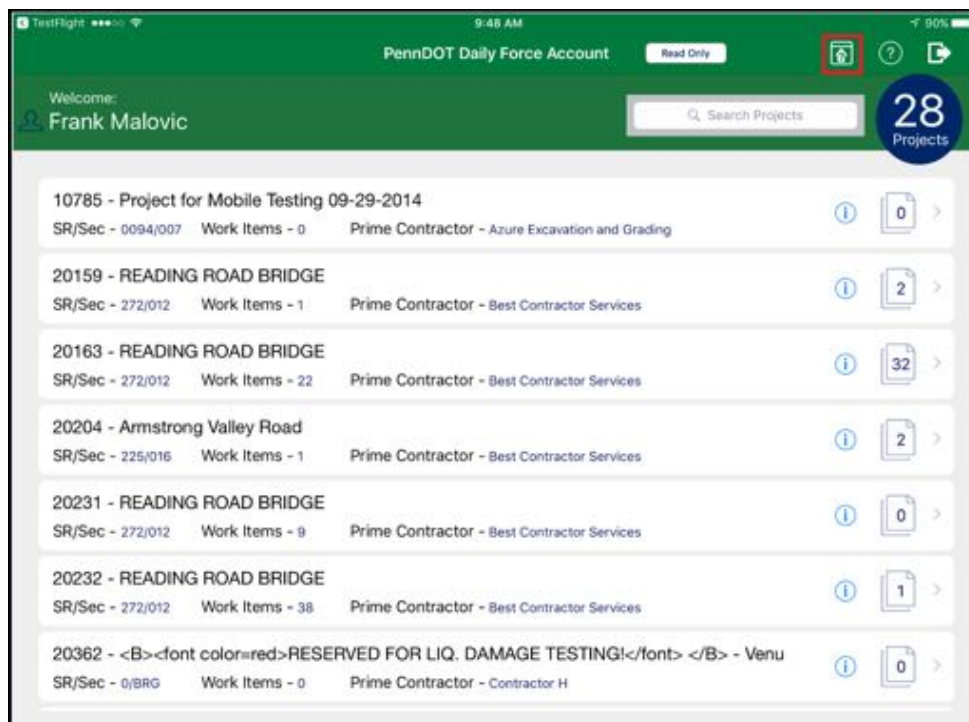 TestFlight 9:48 AM 90%
PennDOT Daily Force Account Read Only
Welcome:
Frank Malovic
Search Projects
28
Projects
10785 - Project for Mobile Testing 09-29-2014
SR/Sec - 0094/007 Work Items - 0 Prime Contractor - Azure Excavation and Grading
0
20159 - READING ROAD BRIDGE
SR/Sec - 272/012 Work Items - 1 Prime Contractor - Best Contractor Services
2
20163 - READING ROAD BRIDGE
SR/Sec - 272/012 Work Items - 22 Prime Contractor - Best Contractor Services
32
20204 - Armstrong Valley Road
SR/Sec - 225/016 Work Items - 1 Prime Contractor - Best Contractor Services
2
20231 - READING ROAD BRIDGE
SR/Sec - 272/012 Work Items - 9 Prime Contractor - Best Contractor Services
0
20232 - READING ROAD BRIDGE
SR/Sec - 272/012 Work Items - 38 Prime Contractor - Best Contractor Services
1
20362 - <B><font color=red>RESERVED FOR LIQ. DAMAGE TESTING!</font> </B> - Venu
SR/Sec - 0/BRG Work Items - 0 Prime Contractor - Contractor H
0